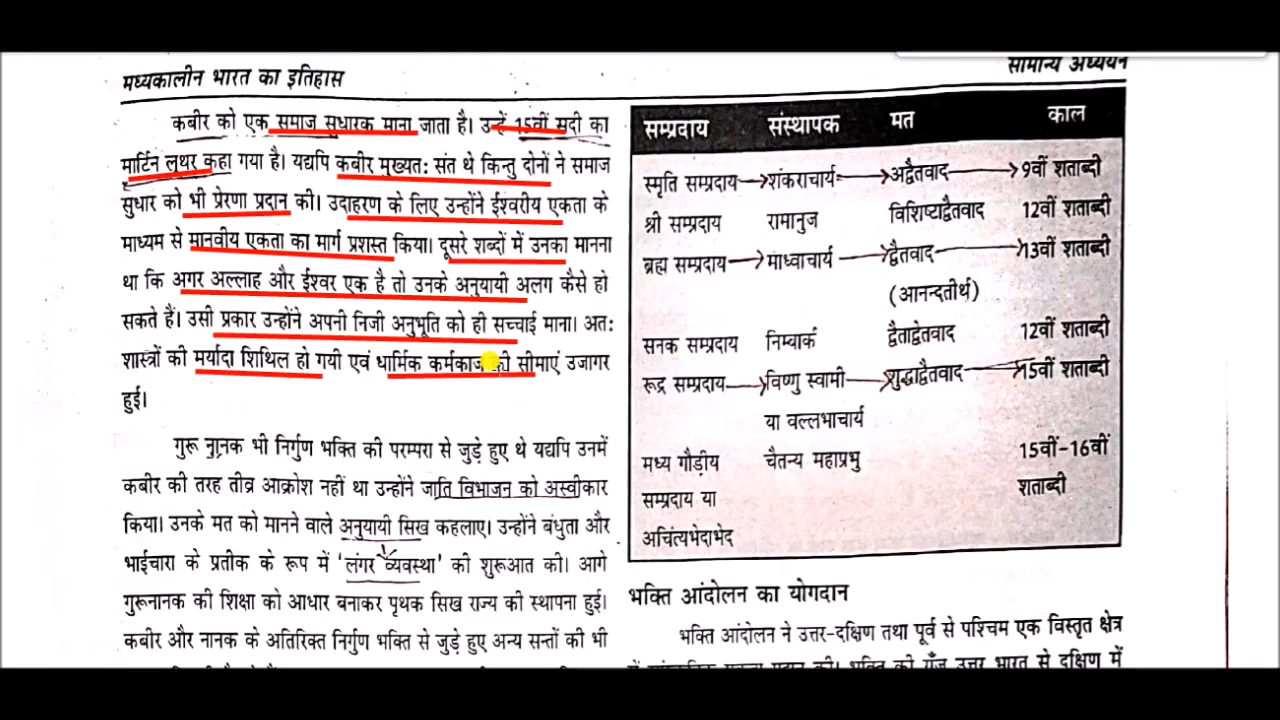 मध्यकालीन भारत का इतिहास
सामान्य अध्ययन
कबीर को एक समाज सुधारक माना जाता है। उन्हें 15वीं सदी का
मार्टिन लूथर कहा गया है। यद्यपि कबीर मुख्यत: संत थे किन्तु दोनों ने समाज
सुधार को भी प्रेरणा प्रदान की। उदाहरण के लिए उन्होंने ईश्वरीय एकता के
माध्यम से मानवीय एकता का मार्ग प्रशस्त किया। दूसरे शब्दों में उनका मानना
था कि अगर अल्लाह और ईश्वर एक है तो उनके अनुयायी अलग कैसे हो
सकते हैं। उसी प्रकार उन्होंने अपनी निजी अनुभूति को ही सच्चाई माना। अत:
शास्त्रों की मर्यादा शिथिल हो गयी एवं धार्मिक कर्मकाज की सीमाएं उजागर
हुई।
गुरू नानक भी निर्गुण भक्ति की परम्परा से जुड़े हुए थे यद्यपि उनमें
कबीर की तरह तीव्र आक्रोश नहीं था उन्होंने जाति विभाजन को अस्वीकार
किया। उनके मत को मानने वाले अनुयायी सिख कहलाए। उन्होंने बंधुता और
भाईचारा के प्रतीक के रूप में 'लंगर व्यवस्था' की शुरूआत की। आगे
गुरूनानक की शिक्षा को आधार बनाकर पृथक सिख राज्य की स्थापना हुई।
कबीर और नानक के अतिरिक्त निर्गुण भक्ति से जुड़े हुए अन्य सन्तों की भी
सम्प्रदाय संस्थापक मत काल
स्मृति सम्प्रदाय शंकराचार्य अद्वैतवाद 9वीं शताब्दी
श्री सम्प्रदाय रामानुज विशिष्टाद्वैतवाद 12वीं शताब्दी
ब्रह्म सम्प्रदाय माध्वाचार्य द्वैतवाद 13वीं शताब्दी
(आनन्दतीर्थ)
सनक सम्प्रदाय निम्बार्क द्वैताद्वेतवाद 12वीं शताब्दी
रूद्र सम्प्रदाय विष्णु स्वामी शुद्धाद्वैतवाद 15वीं शताब्दी
या वल्लभाचार्य
मध्य गौड़ीय चैतन्य महाप्रभु 15वीं-16वीं
सम्प्रदाय या शताब्दी
अचिंत्यभेदाभेद
भक्ति आंदोलन का योगदान
भक्ति आंदोलन ने उत्तर-दक्षिण तथा पूर्व से पश्चिम एक विस्तृत क्षेत्र
में सांस्कृतिक एकता प्रदान की। भक्ति की गूँज उत्तर भारत से दक्षिण में